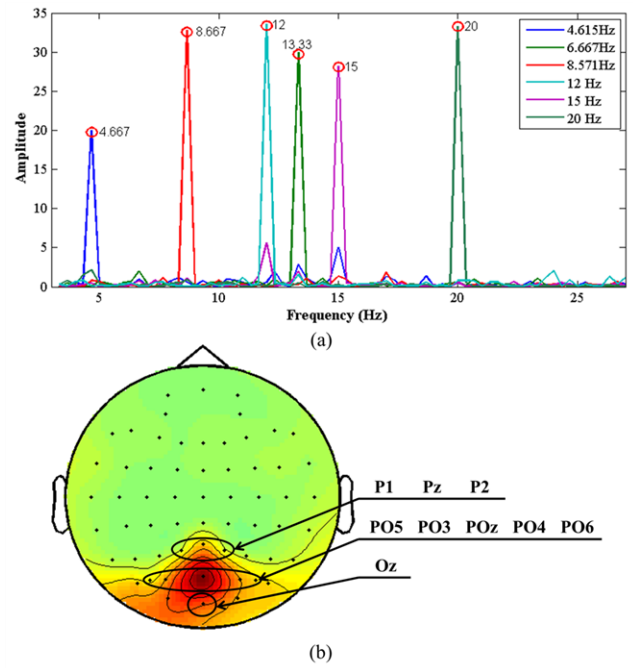 35
30
25
20
15
10
5
0
Amplitude
4.667
8.667
12
13.33
15
20
4.615Hz
6.667Hz
8.571Hz
12 Hz
15 Hz
20 Hz
5 10 15 20 25
Frequency (Hz)
(a)
P1 Pz P2
PO5 PO3 POz PO4 PO6
Oz
(b)